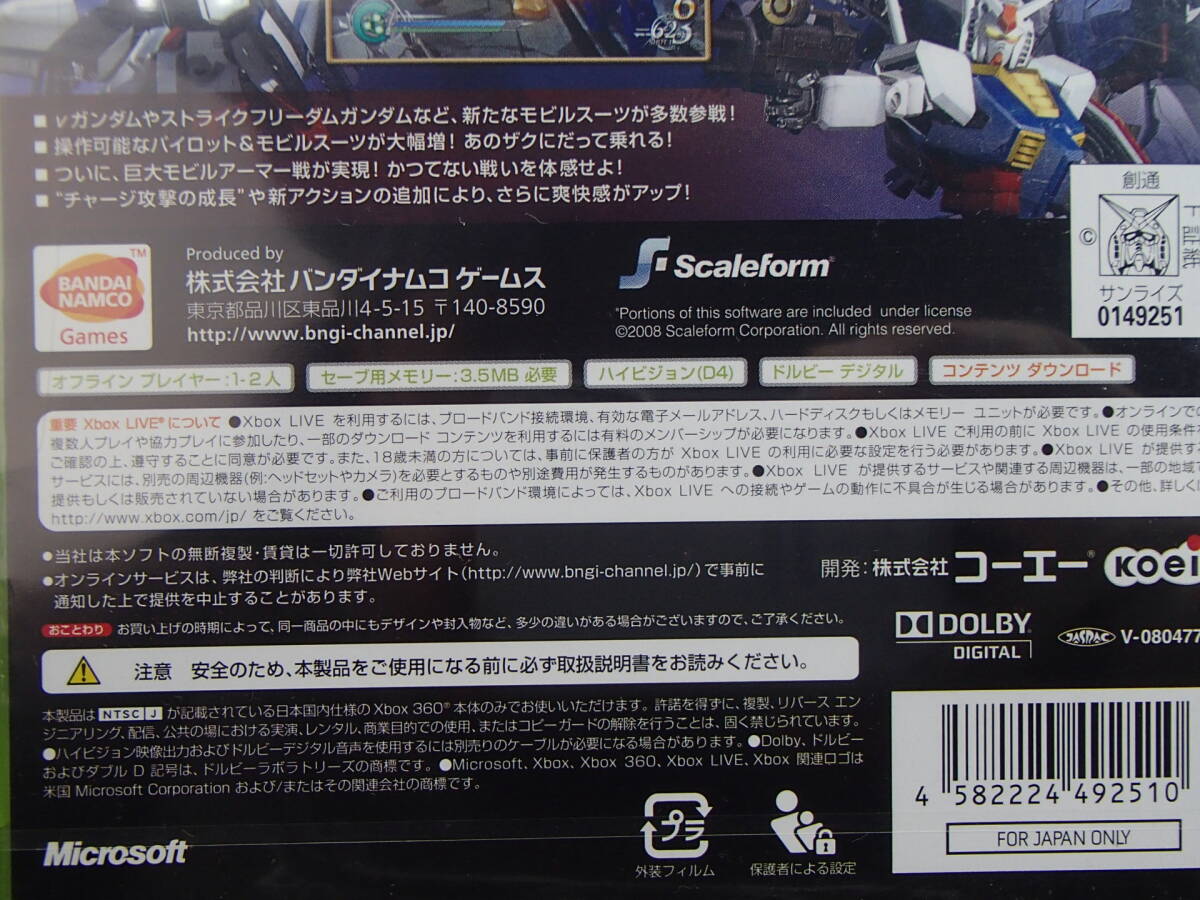 6
625
■ νガンダムやストライクフリーダムガンダムなど、新たなモビルスーツが多数参戦!
■ 操作可能なパイロット&モビルスーツが大幅増! あのザクにだって乗れる!
■ ついに、巨大モビルアーマー戦が実現! かつてない戦いを体感せよ!
■ "チャージ攻撃の成長"や新アクションの追加により、さらに爽快感がアップ!
創通
©
サンライズ
0149251
証紙
BANDAI
NAMCO
TM
Games
Produced by
株式会社 バンダイナムコ ゲームス
東京都品川区東品川4-5-15 〒140-8590
http://www.bngi-channel.jp/
Scaleform®
*Portions of this software are included under license
©2008 Scaleform Corporation. All rights reserved.
オフライン プレイヤー:1-2人
セーブ用メモリー:3.5MB 必要
ハイビジョン(D4)
ドルビー デジタル
コンテンツ ダウンロード
重要 Xbox LIVE®について ●Xbox LIVE を利用するには、ブロードバンド接続環境、有効な電子メールアドレス、ハードディスクもしくはメモリー ユニットが必要です。●オンラインで
複数人プレイや協力プレイに参加したり、一部のダウンロード コンテンツを利用するには有料のメンバーシップが必要になります。●Xbox LIVE ご利用の前に Xbox LIVE の使用条件
ご確認の上、遵守することに同意が必要です。また、18歳未満の方については、事前に保護者の方が Xbox LIVE の利用に必要な設定を行う必要があります。●Xbox LIVE が提供す
サービスには、別売の周辺機器(例:ヘッドセットやカメラ)を必要とするものや別途費用が発生するものがあります。●Xbox LIVE が提供するサービスや関連する周辺機器は、一部の地域
提供もしくは販売されていない場合があります。●ご利用のブロードバンド環境によっては、Xbox LIVE への接続やゲームの動作に不具合が生じる場合があります。●その他、詳しく
http://www.xbox.com/jp/ をご覧ください。
●当社は本ソフトの無断複製・賃貸は一切許可しておりません。
●オンラインサービスは、弊社の判断により弊社Webサイト(http://www.bngi-channel.jp/)で事前に
通知した上で提供を中止することがあります。
開発:株式会社 コーエー® KOEI
おことわり お買い上げの時期によって、同一商品の中にもデザインや封入物など、多少の違いがある場合がございますので、ご了承ください。
DOLBY
DIGITAL
JASRAC
V-080477
注意 安全のため、本製品をご使用になる前に必ず取扱説明書をお読みください。
本製品は NTSC J が記載されている日本国内仕様の Xbox 360® 本体のみでお使いいただけます。許諾を得ずに、複製、リバース エン
ジニアリング、配信、公共の場における実演、レンタル、商業目的での使用、またはコピーガードの解除を行うことは、固く禁じられています。
●ハイビジョン映像出力およびドルビーデジタル音声を使用するには別売りのケーブルが必要になる場合があります。●Dolby、ドルビー
およびダブル D 記号は、ドルビーラボラトリーズの商標です。●Microsoft、Xbox、Xbox 360、Xbox LIVE、Xbox 関連ロゴは
米国 Microsoft Corporation および/またはその関連会社の商標です。
Microsoft
プラ
外装フィルム
保護者による設定
4 582224 492510
FOR JAPAN ONLY